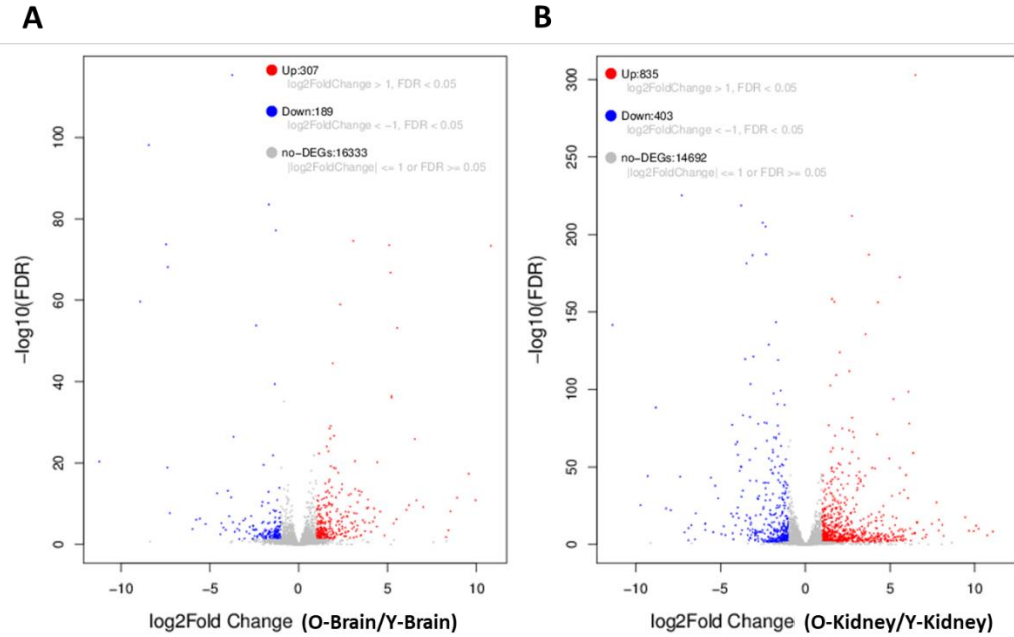 A
Up:307
log2FoldChange > 1, FDR < 0.05
Down:189
log2FoldChange < −1, FDR < 0.05
no−DEGs:16333
|log2FoldChange| <= 1 or FDR >= 0.05
−log10(FDR)
100
80
60
40
20
0
−10 −5 0 5 10
log2Fold Change (O-Brain/Y-Brain)
B
Up:835
log2FoldChange > 1, FDR < 0.05
Down:403
log2FoldChange < −1, FDR < 0.05
no−DEGs:14692
|log2FoldChange| <= 1 or FDR >= 0.05
−log10(FDR)
300
250
200
150
100
50
0
−10 −5 0 5 10
log2Fold Change (O-Kidney/Y-Kidney)